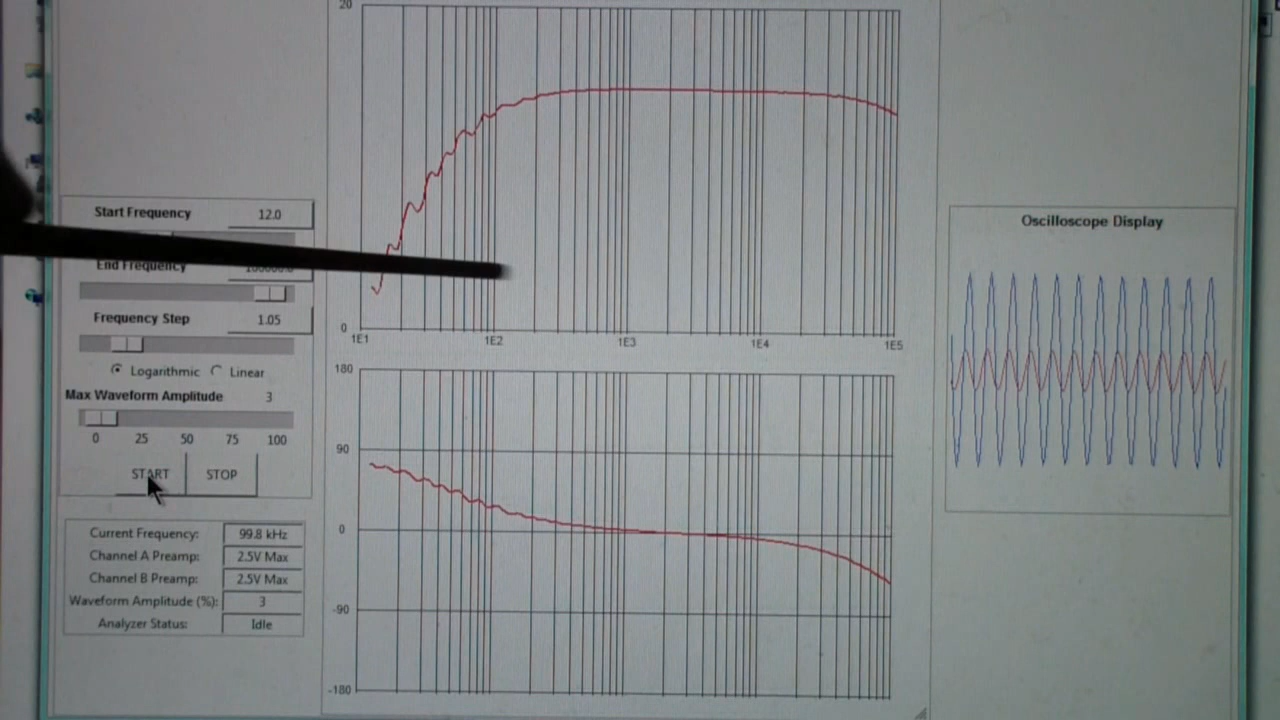 20
0
1E1 1E2 1E3 1E4 1E5
180
90
0
-90
-180
Start Frequency 12.0
End Frequency
Frequency Step 1.05
Logarithmic Linear
Max Waveform Amplitude 3
0 25 50 75 100
START STOP
Current Frequency: 99.8 kHz
Channel A Preamp: 2.5V Max
Channel B Preamp: 2.5V Max
Waveform Amplitude (%): 3
Analyzer Status: Idle
Oscilloscope Display